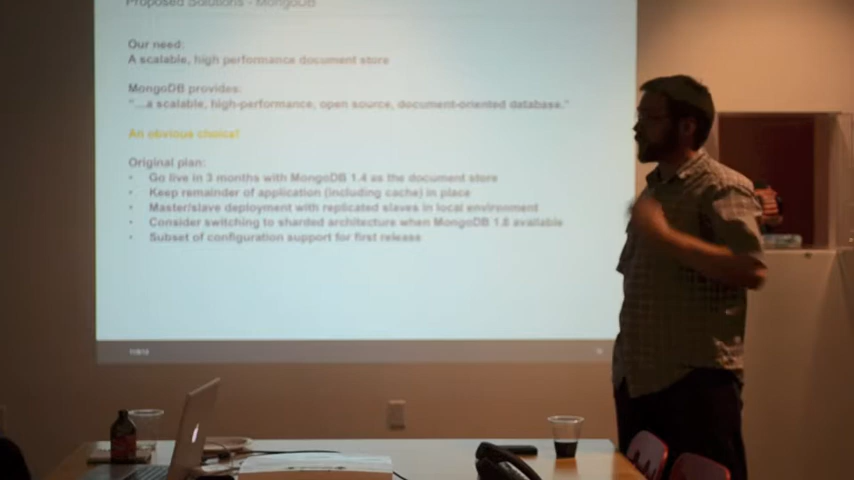 Proposed Solutions - MongoDB
Our need:
A scalable, high performance document store
MongoDB provides:
"...a scalable, high-performance, open source, document-oriented database."
An obvious choice!
Original plan:
• Go live in 3 months with MongoDB 1.4 as the document store
• Keep remainder of application (including cache) in place
• Master/slave deployment with replicated slaves in local environment
• Consider switching to sharded architecture when MongoDB 1.6 available
• Subset of configuration support for first release